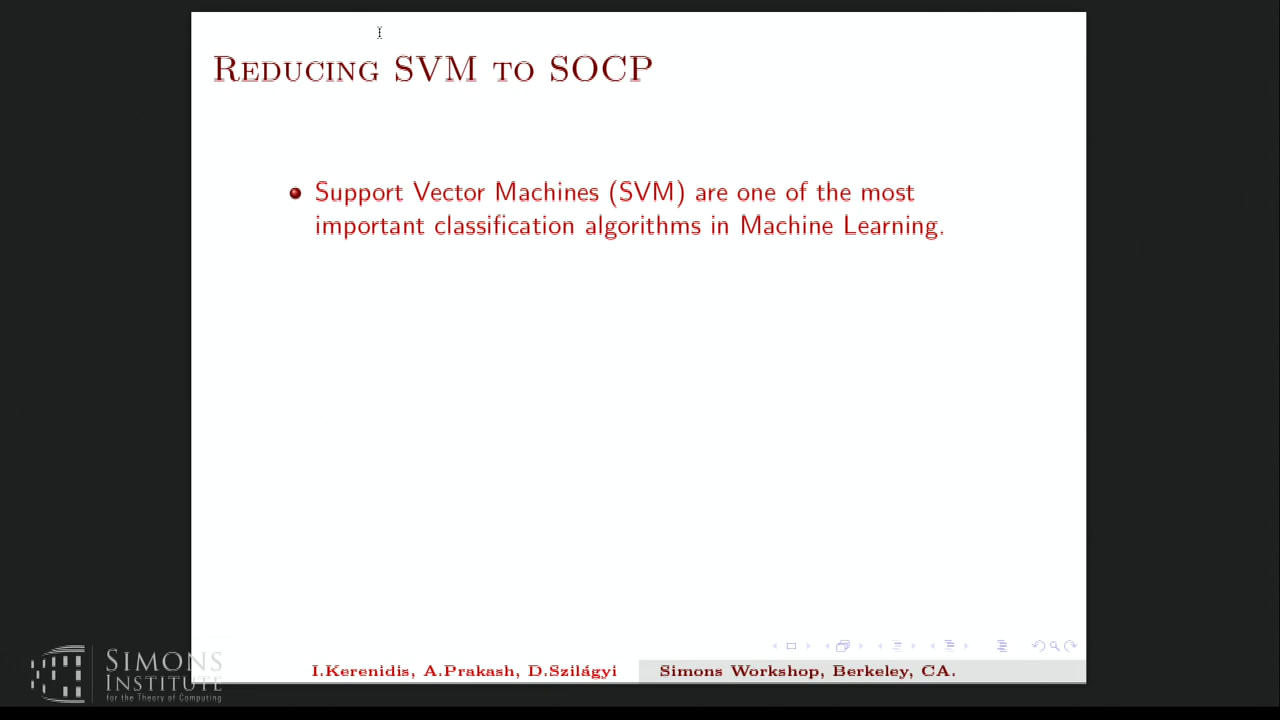 REDUCING SVM TO SOCP
Support Vector Machines (SVM) are one of the most
important classification algorithms in Machine Learning.
I.Kerenidis, A.Prakash, D.Szilágyi
Simons Workshop, Berkeley, CA.
SIMONS
INSTITUTE
for the Theory of Computing